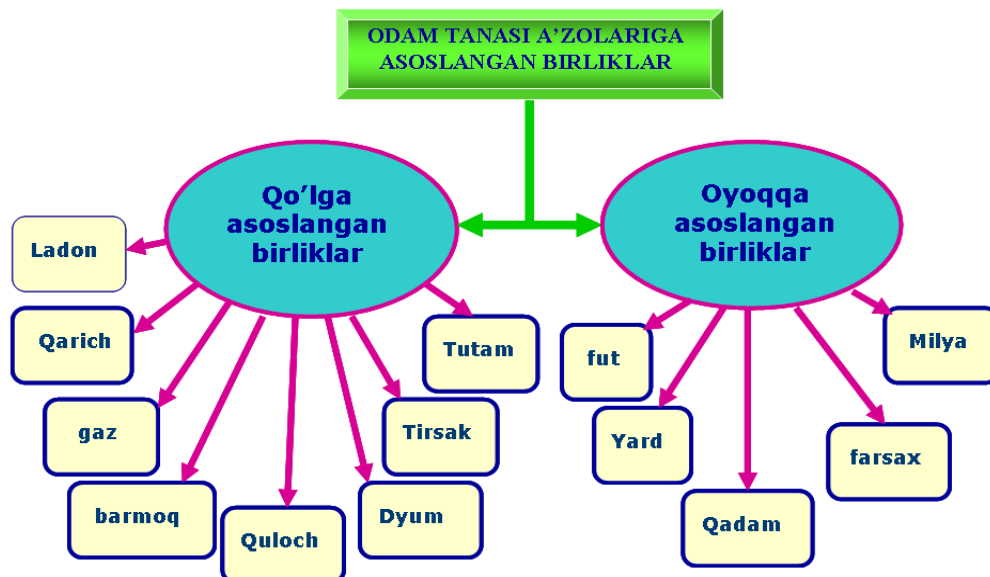 ODAM TANASI A’ZOLARIGA
ASOSLANGAN BIRLIKLAR
Qo’lga
asoslangan
birliklar
Oyoqqa
asoslangan
birliklar
Ladon
Qarich
gaz
barmoq
Quloch
Dyum
Tirsak
Tutam
fut
Yard
Qadam
farsax
Milya